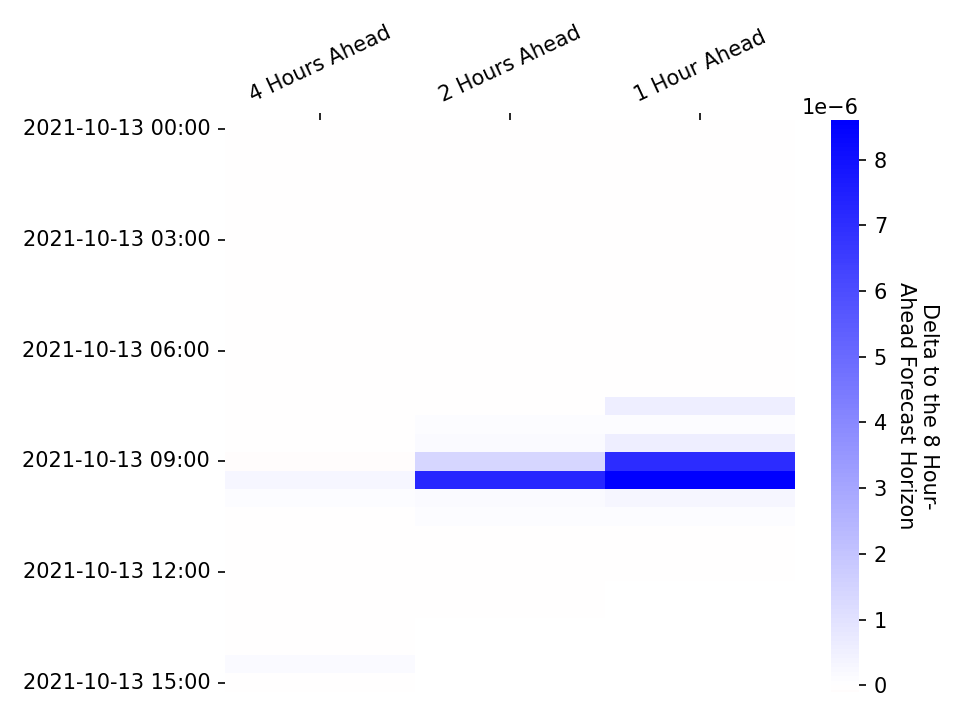 4 Hours Ahead
2 Hours Ahead
1 Hour Ahead
1e−6
2021-10-13 00:00
2021-10-13 03:00
2021-10-13 06:00
2021-10-13 09:00
2021-10-13 12:00
2021-10-13 15:00
8
7
6
5
4
3
2
1
0
Delta to the 8 Hour-
Ahead Forecast Horizon